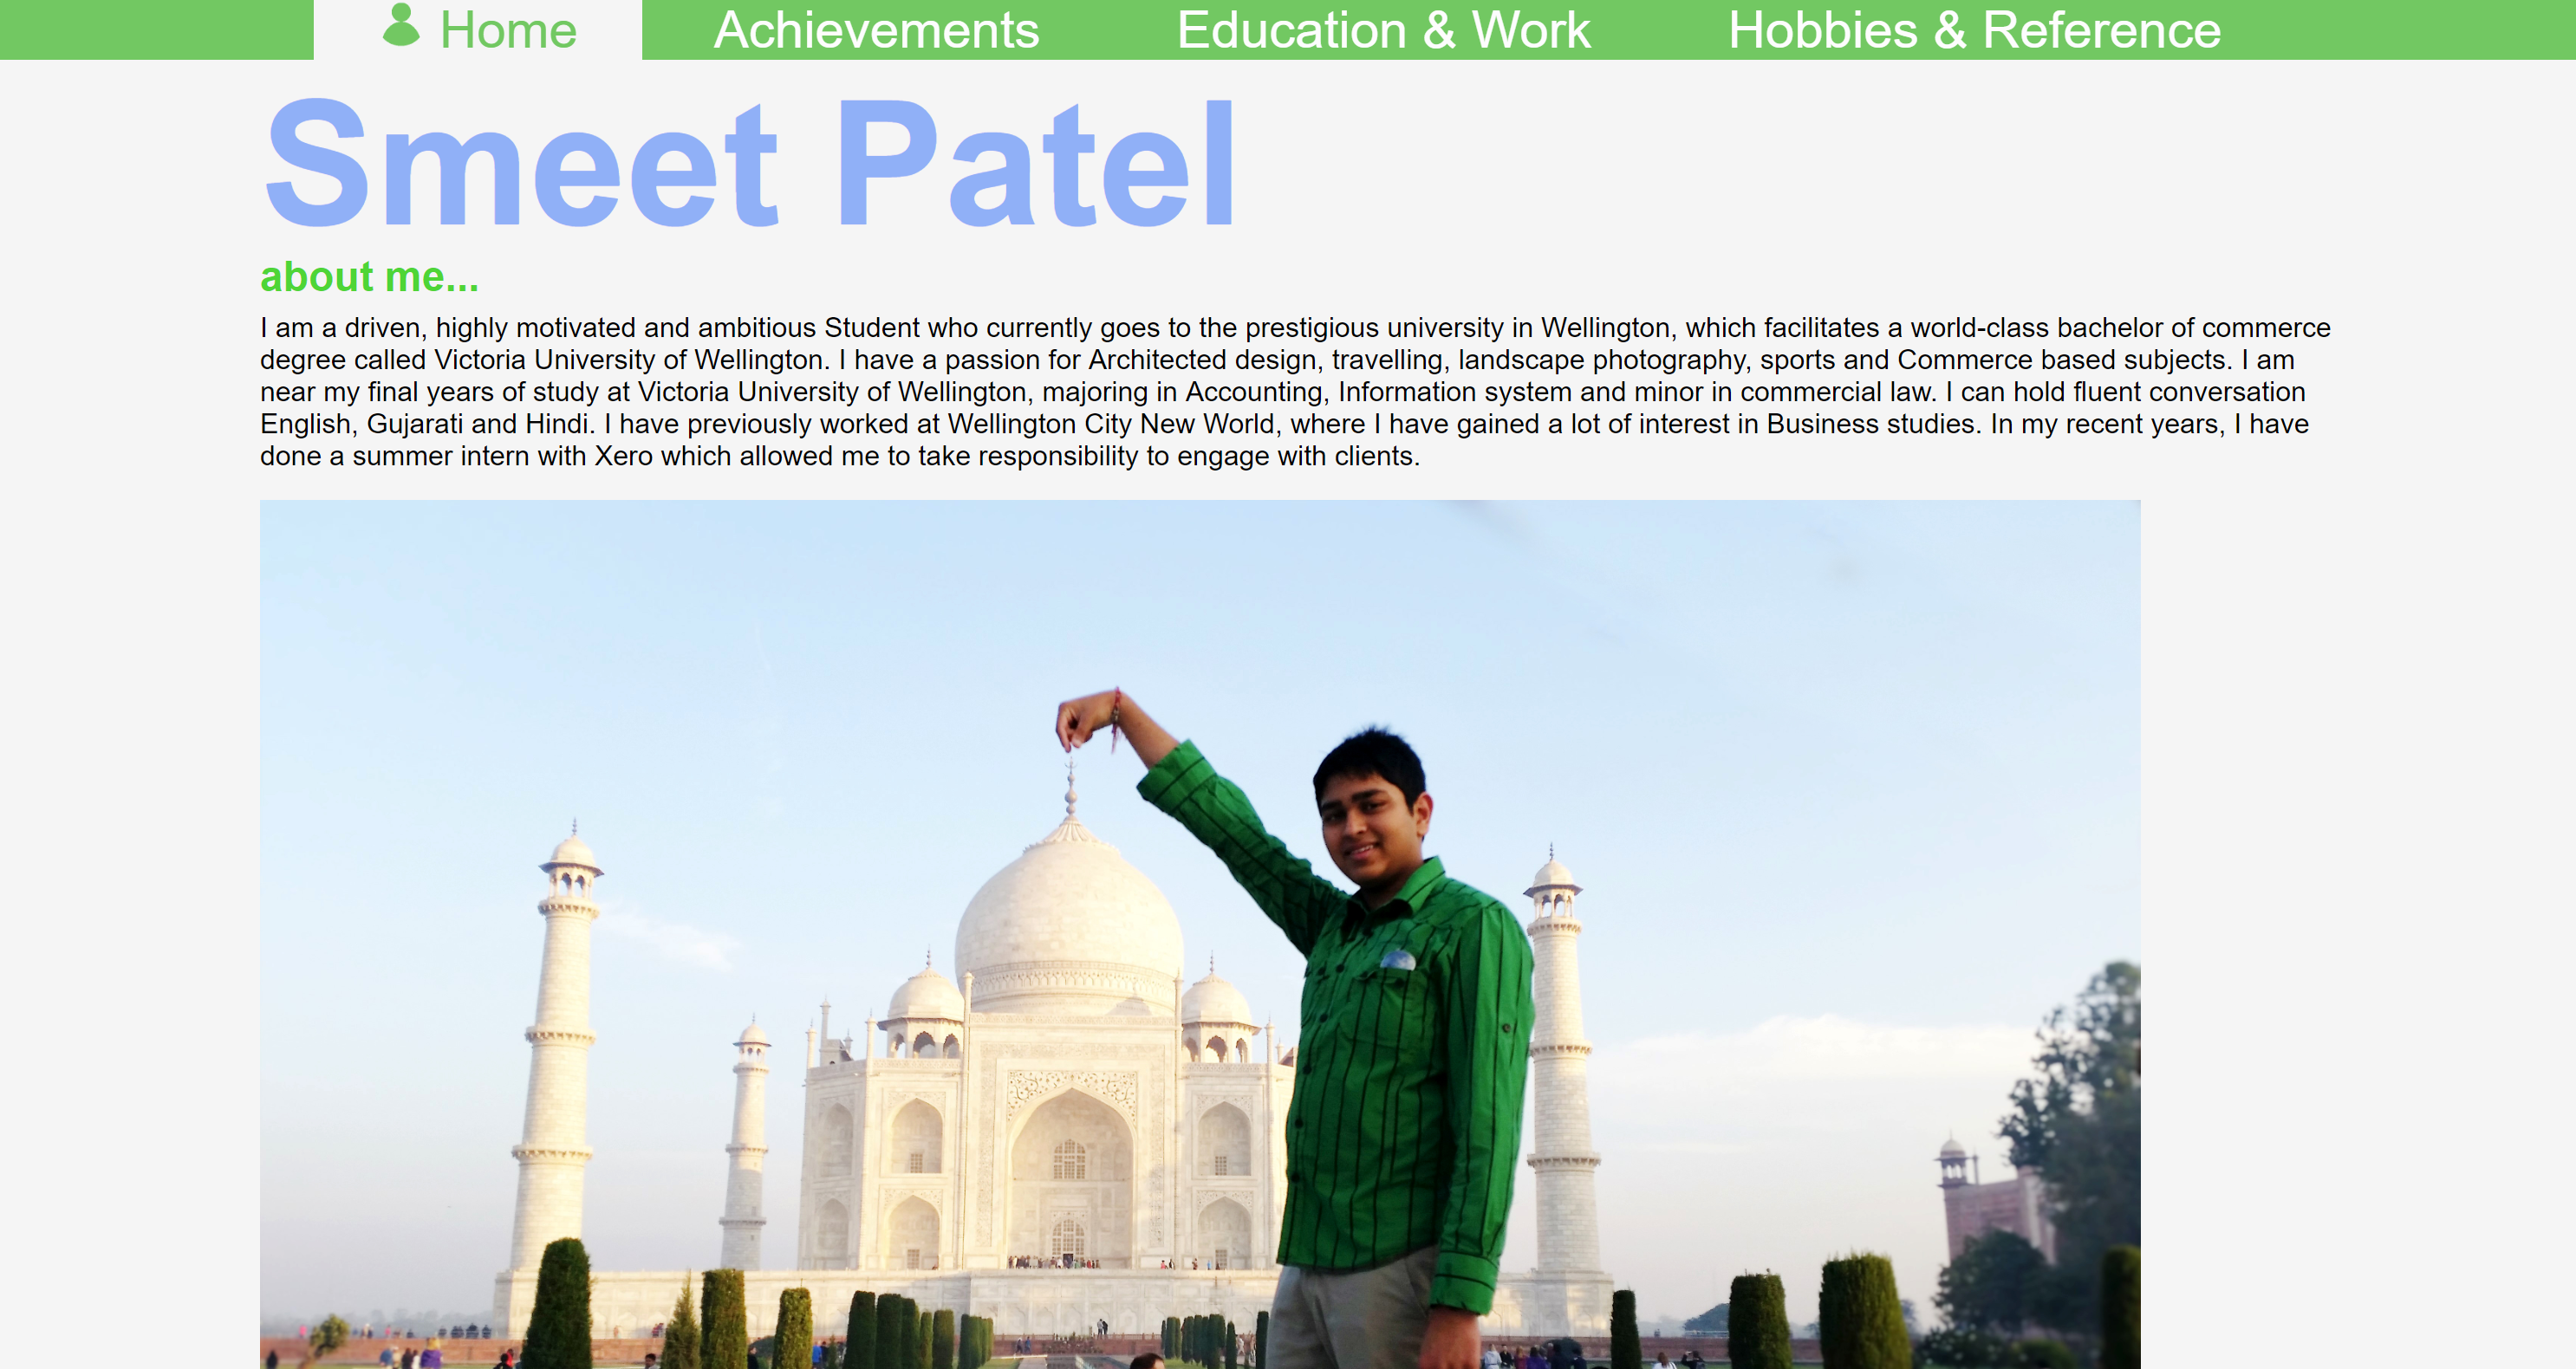 Home Achievements Education & Work Hobbies & Reference
Smeet Patel
about me...
I am a driven, highly motivated and ambitious Student who currently goes to the prestigious university in Wellington, which facilitates a world-class bachelor of commerce
degree called Victoria University of Wellington. I have a passion for Architected design, travelling, landscape photography, sports and Commerce based subjects. I am
near my final years of study at Victoria University of Wellington, majoring in Accounting, Information system and minor in commercial law. I can hold fluent conversation
English, Gujarati and Hindi. I have previously worked at Wellington City New World, where I have gained a lot of interest in Business studies. In my recent years, I have
done a summer intern with Xero which allowed me to take responsibility to engage with clients.